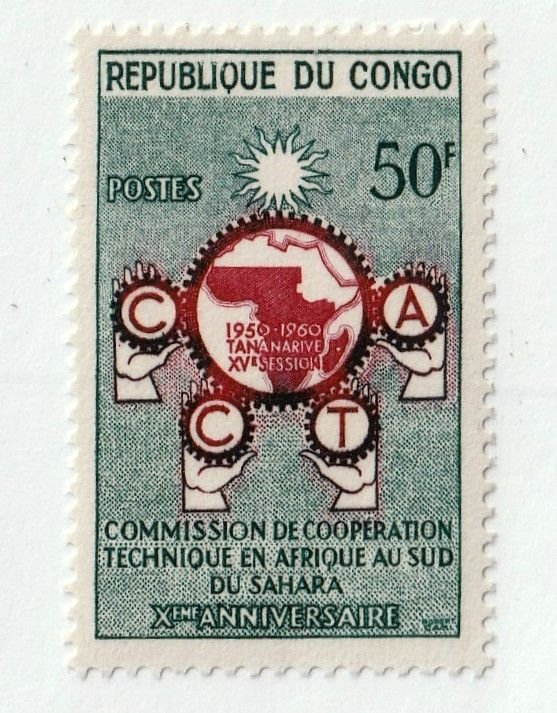 REPUBLIQUE DU CONGO
POSTES
50F
C
A
1950-1960
TANANARIVE
XVE SESSION
C
T
COMMISSION DE COOPERATION
TECHNIQUE EN AFRIQUE AU SUD
DU SAHARA
XEME ANNIVERSAIRE